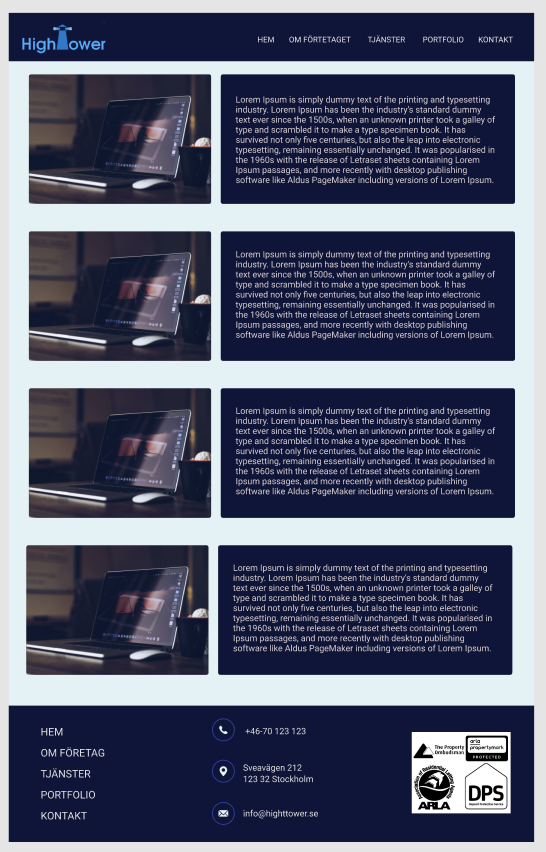 HighTower
HEM OM FÖRTETAGET TJÄNSTER PORTFOLIO KONTAKT
Lorem Ipsum is simply dummy text of the printing and typesetting
industry. Lorem Ipsum has been the industry's standard dummy
text ever since the 1500s, when an unknown printer took a galley of
type and scrambled it to make a type specimen book. It has
survived not only five centuries, but also the leap into electronic
typesetting, remaining essentially unchanged. It was popularised in
the 1960s with the release of Letraset sheets containing Lorem
Ipsum passages, and more recently with desktop publishing
software like Aldus PageMaker including versions of Lorem Ipsum.
Lorem Ipsum is simply dummy text of the printing and typesetting
industry. Lorem Ipsum has been the industry's standard dummy
text ever since the 1500s, when an unknown printer took a galley of
type and scrambled it to make a type specimen book. It has
survived not only five centuries, but also the leap into electronic
typesetting, remaining essentially unchanged. It was popularised in
the 1960s with the release of Letraset sheets containing Lorem
Ipsum passages, and more recently with desktop publishing
software like Aldus PageMaker including versions of Lorem Ipsum.
Lorem Ipsum is simply dummy text of the printing and typesetting
industry. Lorem Ipsum has been the industry's standard dummy
text ever since the 1500s, when an unknown printer took a galley of
type and scrambled it to make a type specimen book. It has
survived not only five centuries, but also the leap into electronic
typesetting, remaining essentially unchanged. It was popularised in
the 1960s with the release of Letraset sheets containing Lorem
Ipsum passages, and more recently with desktop publishing
software like Aldus PageMaker including versions of Lorem Ipsum.
Lorem Ipsum is simply dummy text of the printing and typesetting
industry. Lorem Ipsum has been the industry's standard dummy
text ever since the 1500s, when an unknown printer took a galley of
type and scrambled it to make a type specimen book. It has
survived not only five centuries, but also the leap into electronic
typesetting, remaining essentially unchanged. It was popularised in
the 1960s with the release of Letraset sheets containing Lorem
Ipsum passages, and more recently with desktop publishing
software like Aldus PageMaker including versions of Lorem Ipsum.
HEM
OM FÖRETAG
TJÄNSTER
PORTFOLIO
KONTAKT
+46-70 123 123
Sveavägen 212
123 32 Stockholm
info@highttower.se
The Property
Ombudsman
arla
propertymark
PROTECTED
ARLA
DPS
Deposit Protection Service